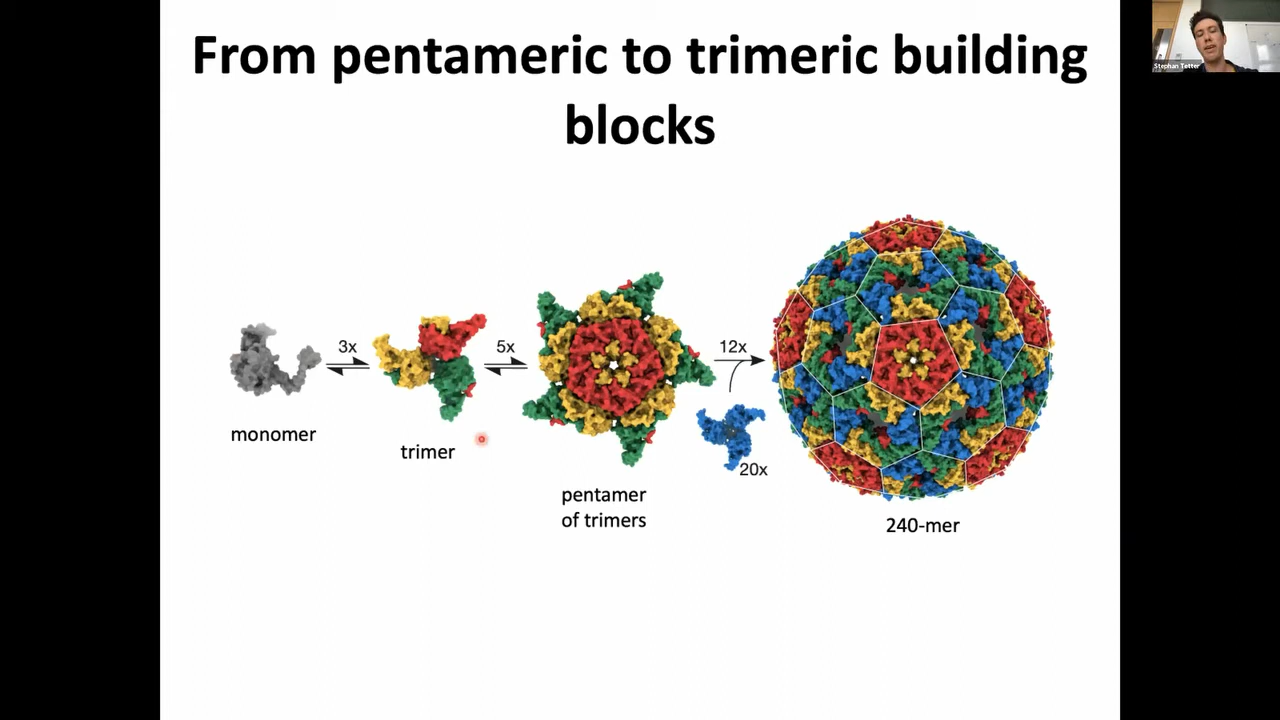 From pentameric to trimeric building
blocks
Stephan Tetter
3x
5x
12x
monomer
trimer
20x
pentamer
of trimers
240-mer